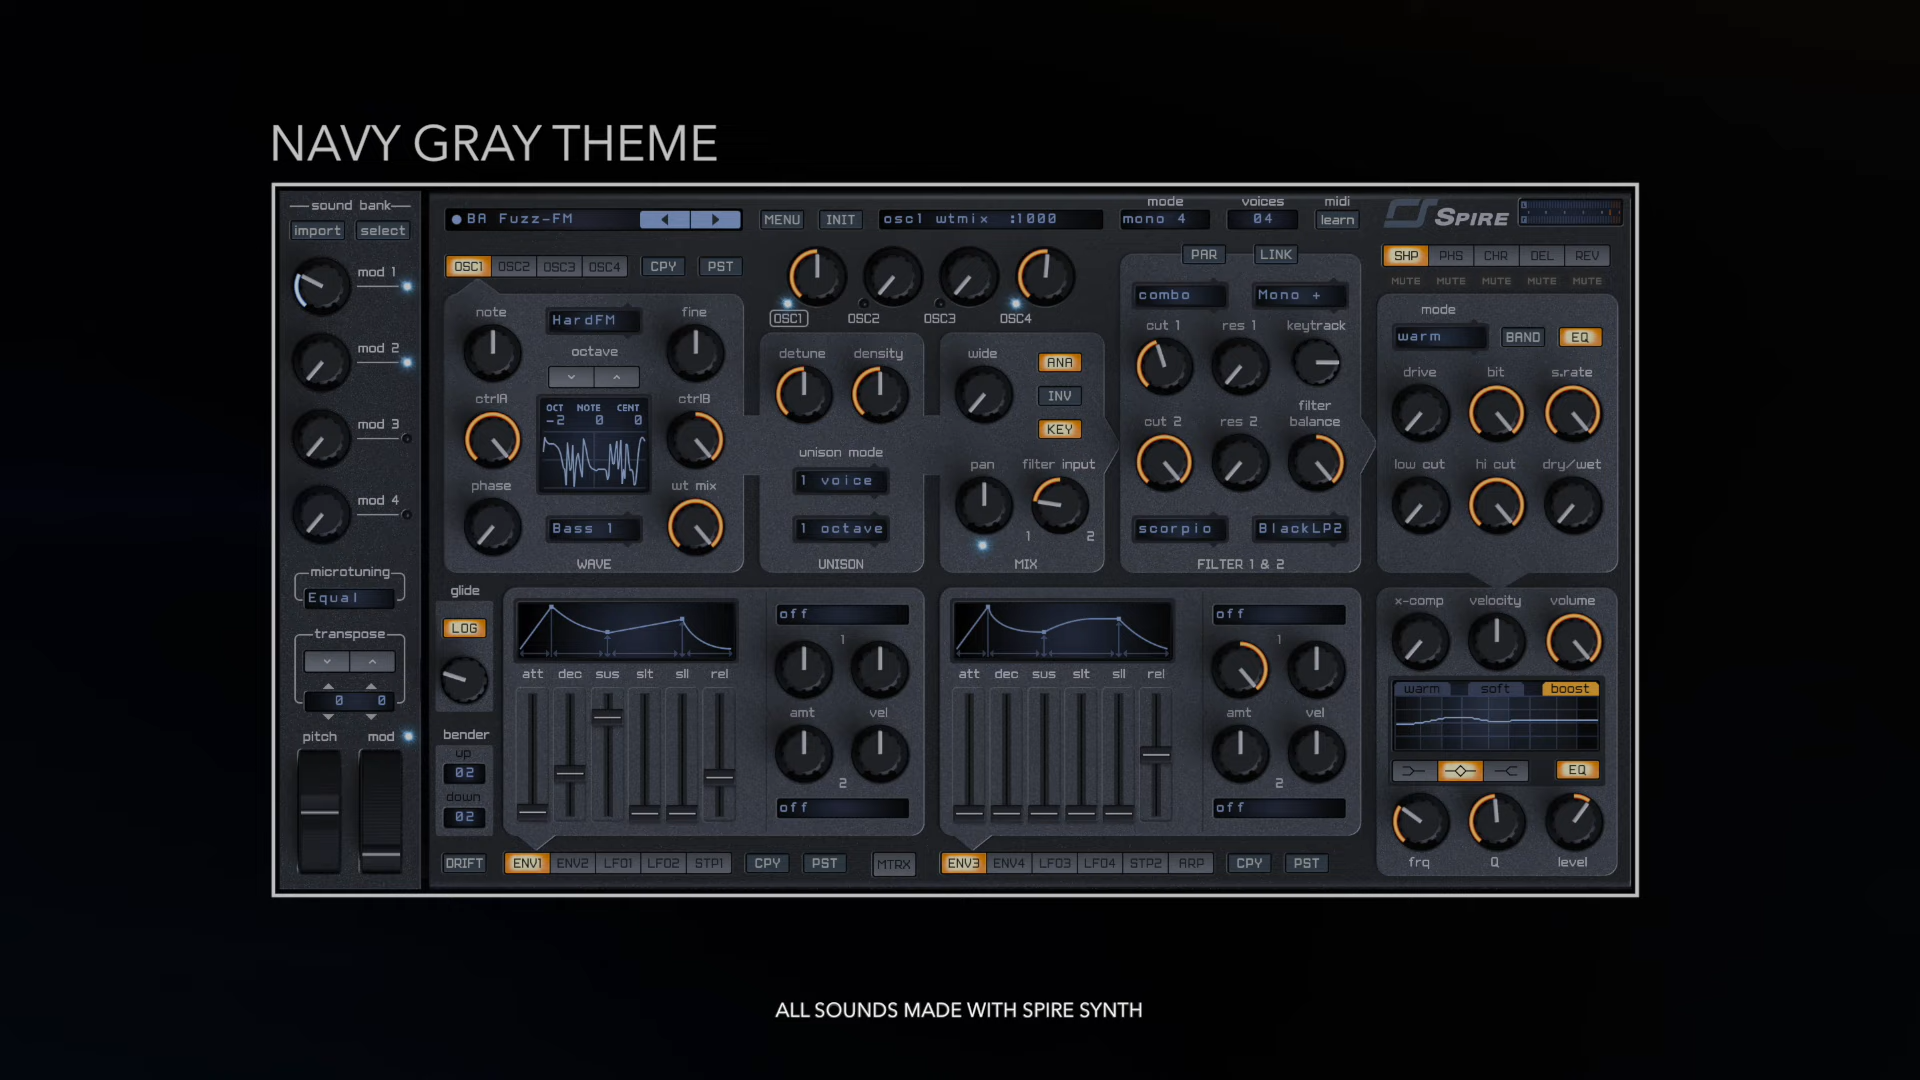 NAVY GRAY THEME
sound bank
import select
mod 1
mod 2
mod 3
mod 4
microtuning
Equal
transpose
0 0
pitch mod
BA Fuzz-FM
MENU INIT
osc1 wtmix :1000
mode
mono 4
voices
04
midi
learn
SPIRE
OSC1 OSC2 OSC3 OSC4 CPY PST
OSC1 OSC2 OSC3 OSC4
note
HardFM
fine
octave
ctrlA
OCT NOTE CENT
-2 0 0
ctrlB
phase
Bass 1
wt mix
WAVE
detune density
unison mode
1 voice
1 octave
UNISON
wide
ANA
INV
KEY
pan filter input
1 2
MIX
PAR LINK
combo Mono +
cut 1 res 1 keytrack
cut 2 res 2 filter balance
scorpio BlackLP2
FILTER 1 & 2
SHP PHS CHR DEL REV
MUTE MUTE MUTE MUTE MUTE
mode
warm BAND EQ
drive bit s.rate
low cut hi cut dry/wet
glide
LOG
bender
up
02
down
02
DRIFT
att dec sus slt sll rel
off
1
amt vel
2
off
ENV1 ENV2 LFO1 LFO2 STP1 CPY PST
MTRX
att dec sus slt sll rel
off
1
amt vel
2
off
ENV3 ENV4 LFO3 LFO4 STP2 ARP CPY PST
x-comp velocity volume
warm soft boost
EQ
frq Q level
ALL SOUNDS MADE WITH SPIRE SYNTH